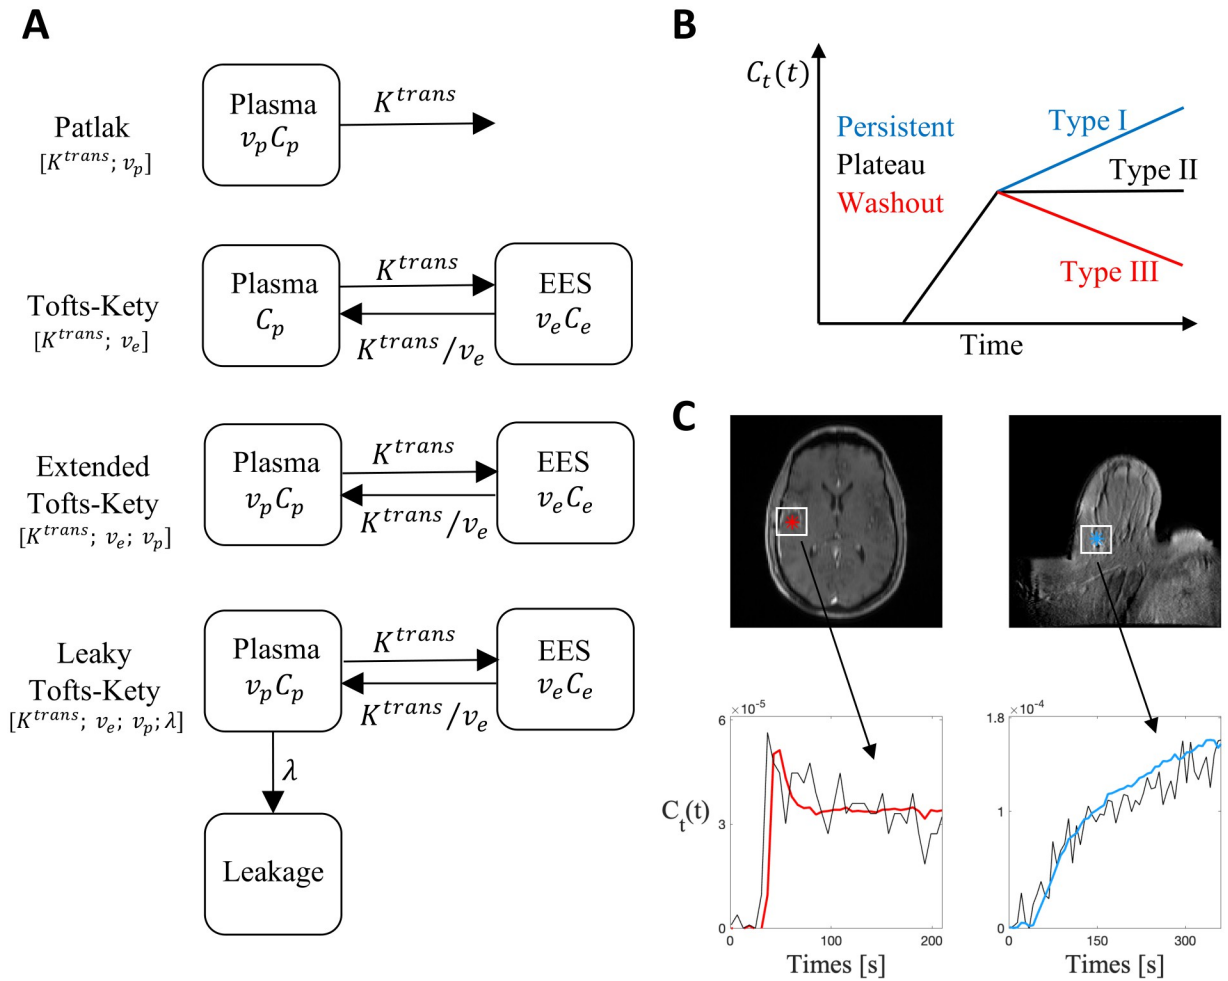 A
Patlak
[K^trans; v_p]
Plasma
v_pC_p
K^trans
Tofts-Kety
[K^trans; v_e]
Plasma
C_p
K^trans
K^trans/v_e
EES
v_eC_e
Extended
Tofts-Kety
[K^trans; v_e; v_p]
Plasma
v_pC_p
K^trans
K^trans/v_e
EES
v_eC_e
Leaky
Tofts-Kety
[K^trans; v_e; v_p; λ]
Plasma
v_pC_p
K^trans
K^trans/v_e
EES
v_eC_e
λ
Leakage
B
C_t(t)
Persistent
Plateau
Washout
Type I
Type II
Type III
Time
C
×10^-5
6
3
0
C_t(t)
0 100 200
Times [s]
×10^-4
1.8
1
0
0 150 300
Times [s]